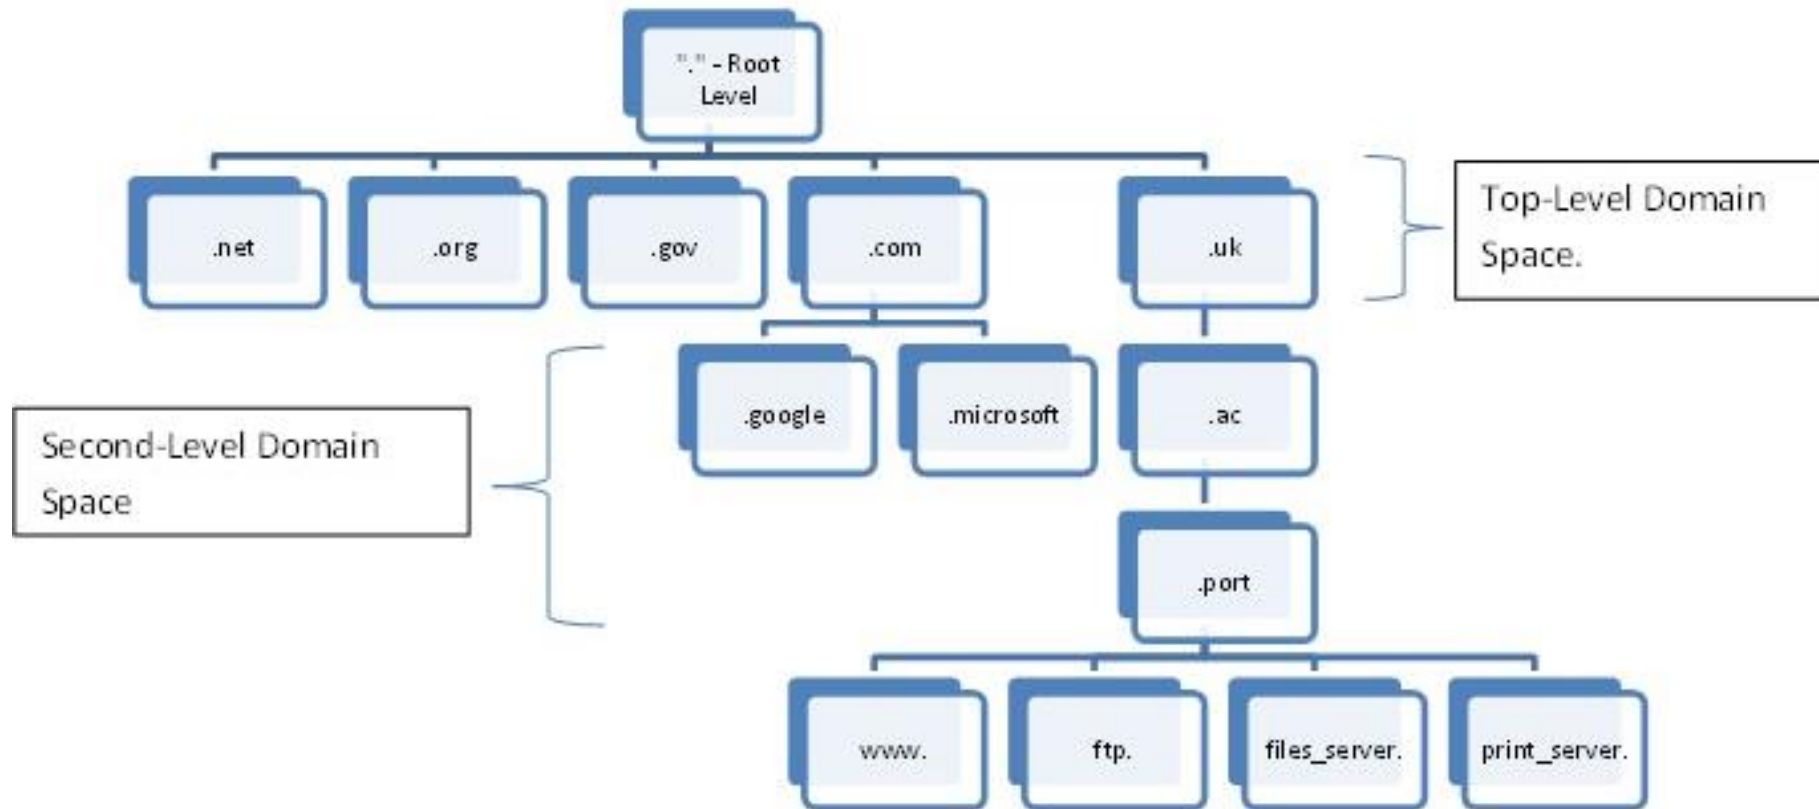 "." - Root
Level
.net
.org
.gov
.com
.uk
Top-Level Domain
Space.
.google
.microsoft
.ac
Second-Level Domain
Space
.port
www.
ftp.
files_server.
print_server.